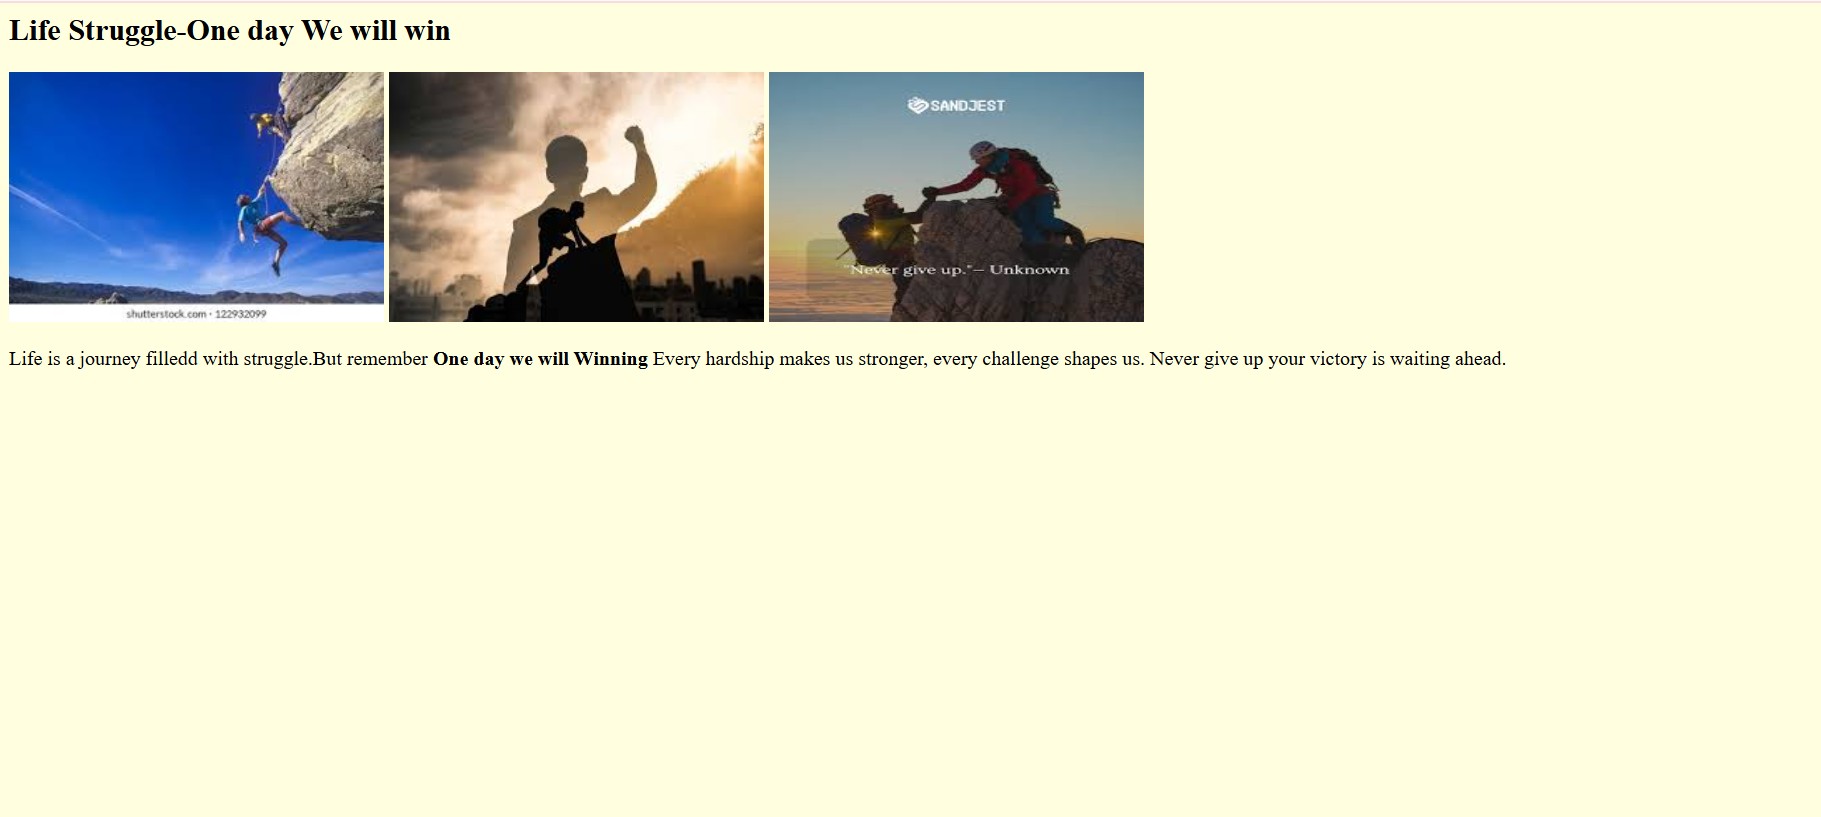 Life Struggle-One day We will win
SANDJEST
"Never give up."— Unknown
shutterstock.com · 122932099
Life is a journey filledd with struggle.But remember One day we will Winning Every hardship makes us stronger, every challenge shapes us. Never give up your victory is waiting ahead.